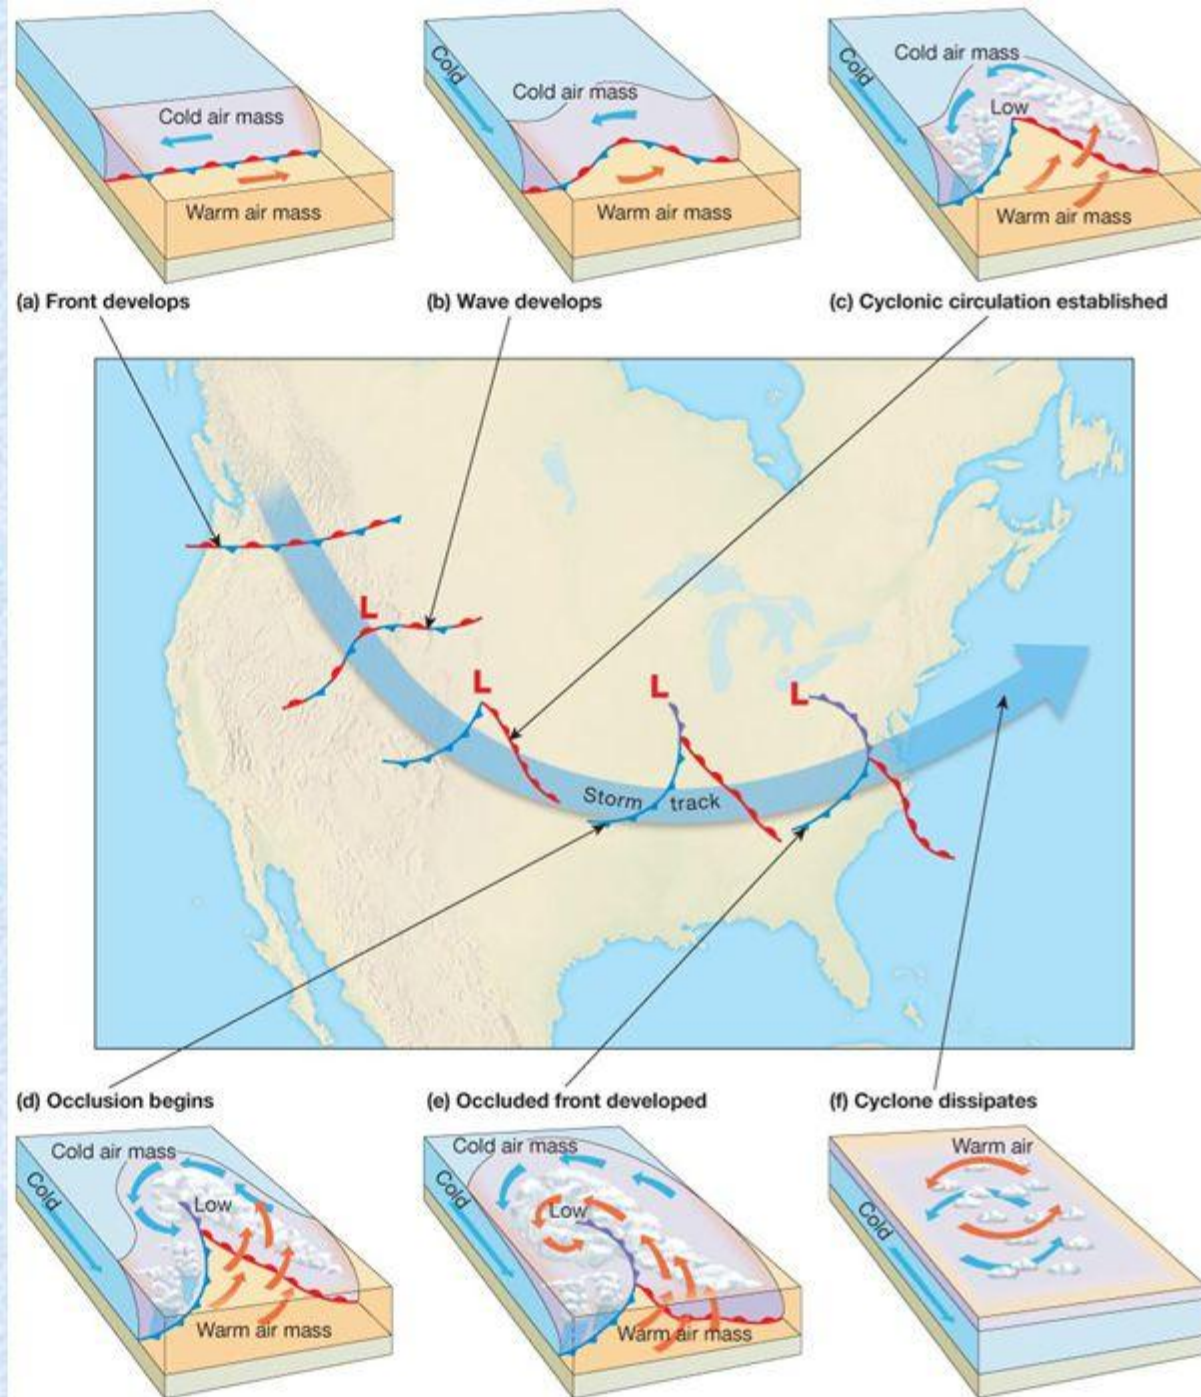 Cold air mass
Warm air mass
(a) Front develops
Cold
Cold air mass
Warm air mass
(b) Wave develops
Cold
Cold air mass
Low
Warm air mass
(c) Cyclonic circulation established
L
L
L
L
Storm track
(d) Occlusion begins
Cold air mass
Cold
Low
Warm air mass
(e) Occluded front developed
Cold air mass
Cold
Low
Warm air mass
(f) Cyclone dissipates
Warm air
Cold